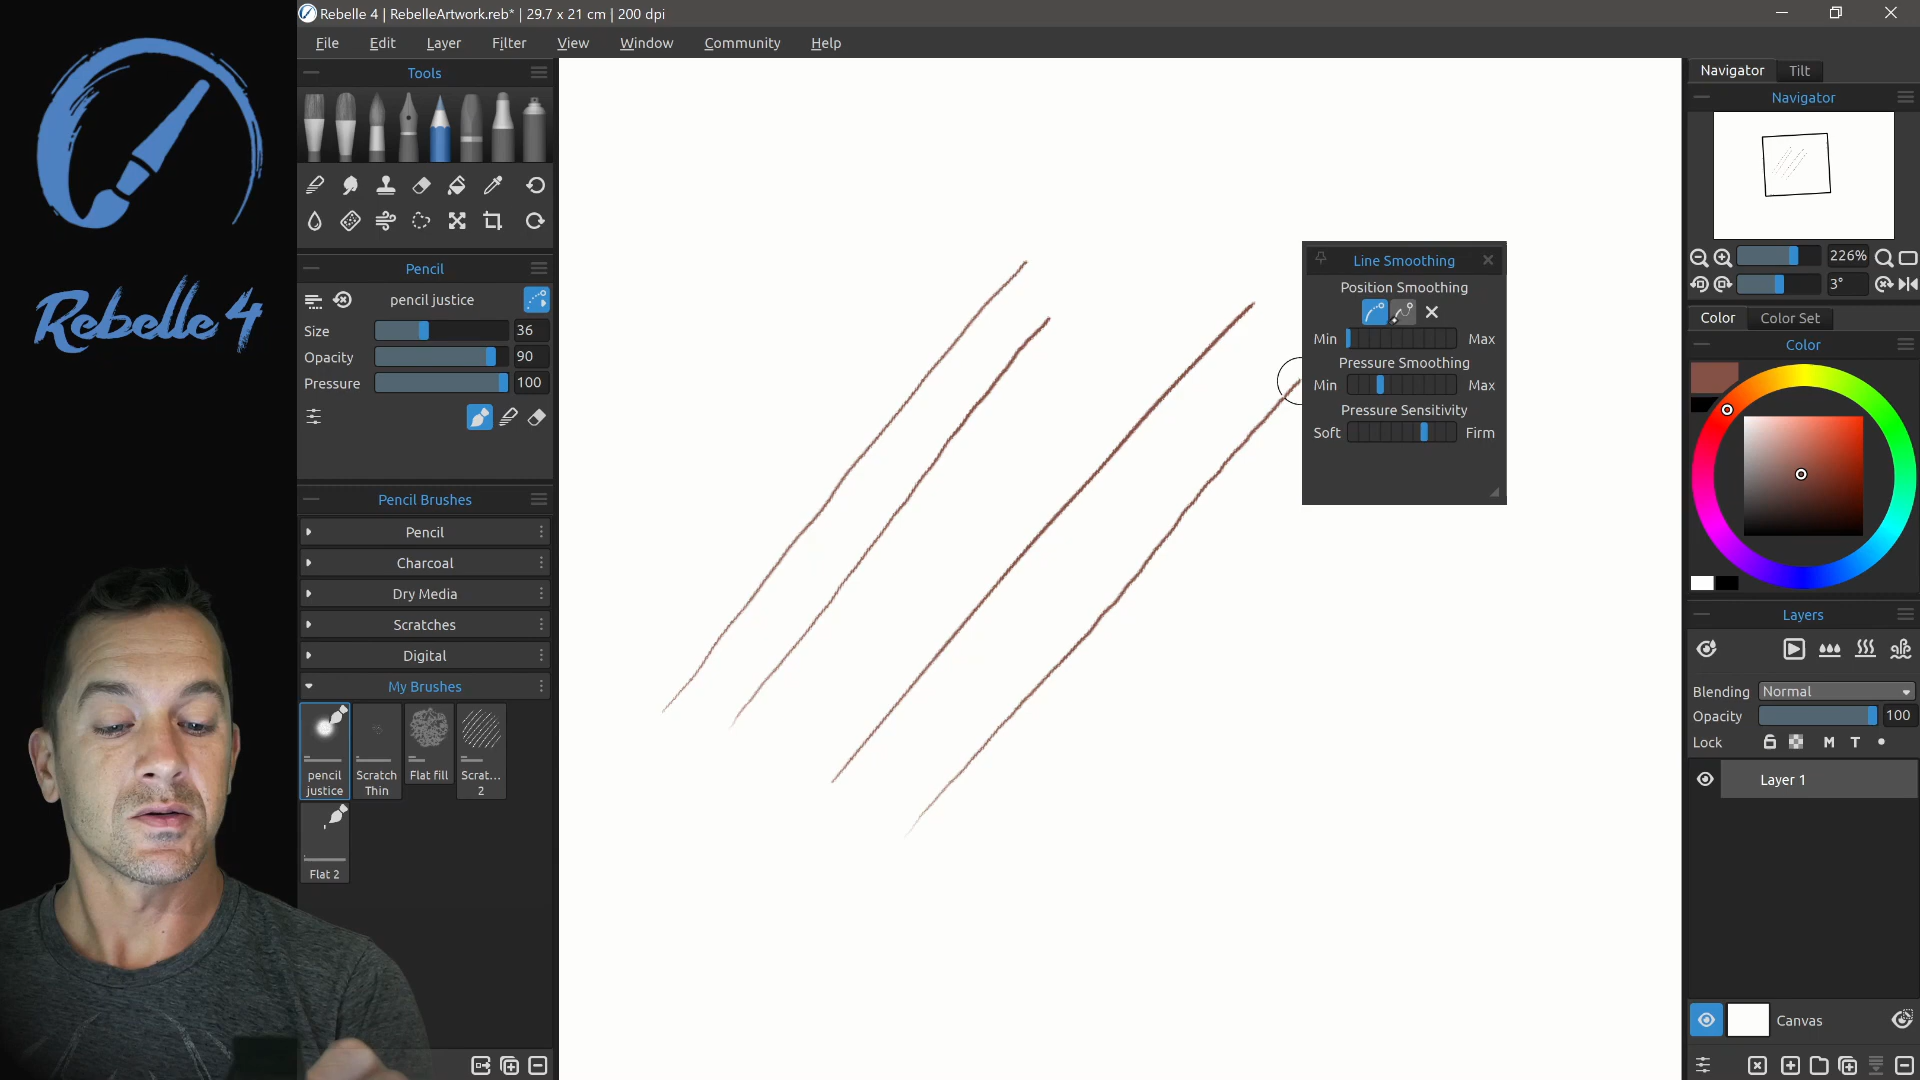 Rebelle 4
Rebelle 4 | RebelleArtwork.reb* | 29.7 x 21 cm | 200 dpi
File Edit Layer Filter View Window Community Help
Tools
Pencil
pencil justice
Size 36
Opacity 90
Pressure 100
Pencil Brushes
Pencil
Charcoal
Dry Media
Scratches
Digital
My Brushes
pencil justice
Scratch Thin
Flat fill
Scrat... 2
Flat 2
Line Smoothing
Position Smoothing
Min Max
Pressure Smoothing
Min Max
Pressure Sensitivity
Soft Firm
Navigator Tilt
Navigator
226%
3°
Color Color Set
Color
Layers
Blending Normal
Opacity 100
Lock M T
Layer 1
Canvas